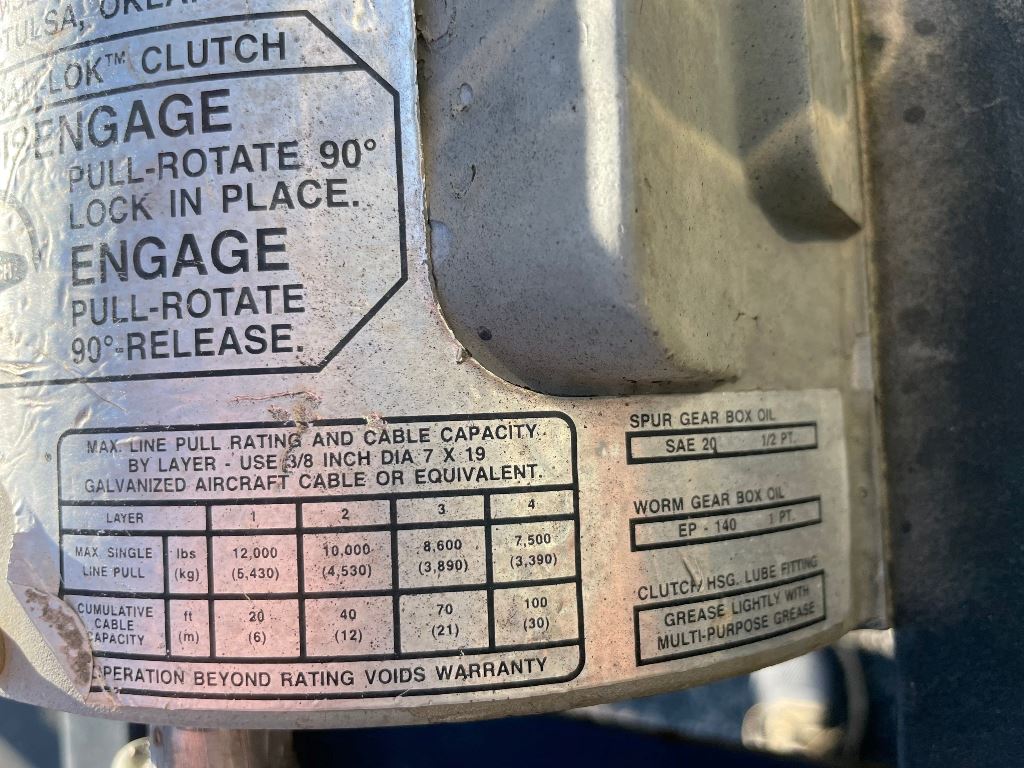 TULSA, OKLA
-LOK™ CLUTCH
ENGAGE
PULL-ROTATE 90°
LOCK IN PLACE.
ENGAGE
PULL-ROTATE
90°-RELEASE.
MAX. LINE PULL RATING AND CABLE CAPACITY
BY LAYER - USE 3/8 INCH DIA 7 X 19
GALVANIZED AIRCRAFT CABLE OR EQUIVALENT.
LAYER 1 2 3 4
MAX. SINGLE lbs 12,000 10,000 8,600 7,500
LINE PULL (kg) (5,430) (4,530) (3,890) (3,390)
CUMULATIVE ft 20 40 70 100
CABLE (m) (6) (12) (21) (30)
CAPACITY
OPERATION BEYOND RATING VOIDS WARRANTY
SPUR GEAR BOX OIL
SAE 20 1/2 PT.
WORM GEAR BOX OIL
EP - 140 1 PT.
CLUTCH HSG. LUBE FITTING
GREASE LIGHTLY WITH
MULTI-PURPOSE GREASE